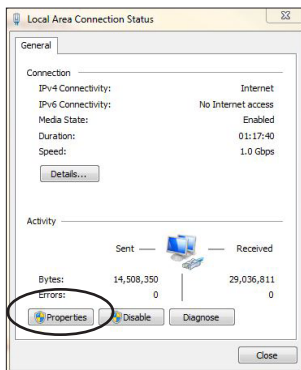 Local Area Connection Status
General
Connection
IPv4 Connectivity: Internet
IPv6 Connectivity: No Internet access
Media State: Enabled
Duration: 01:17:40
Speed: 1.0 Gbps
Details...
Activity
Sent — — Received
Bytes: 14,508,350 29,036,811
Errors: 0 0
Properties Disable Diagnose
Close